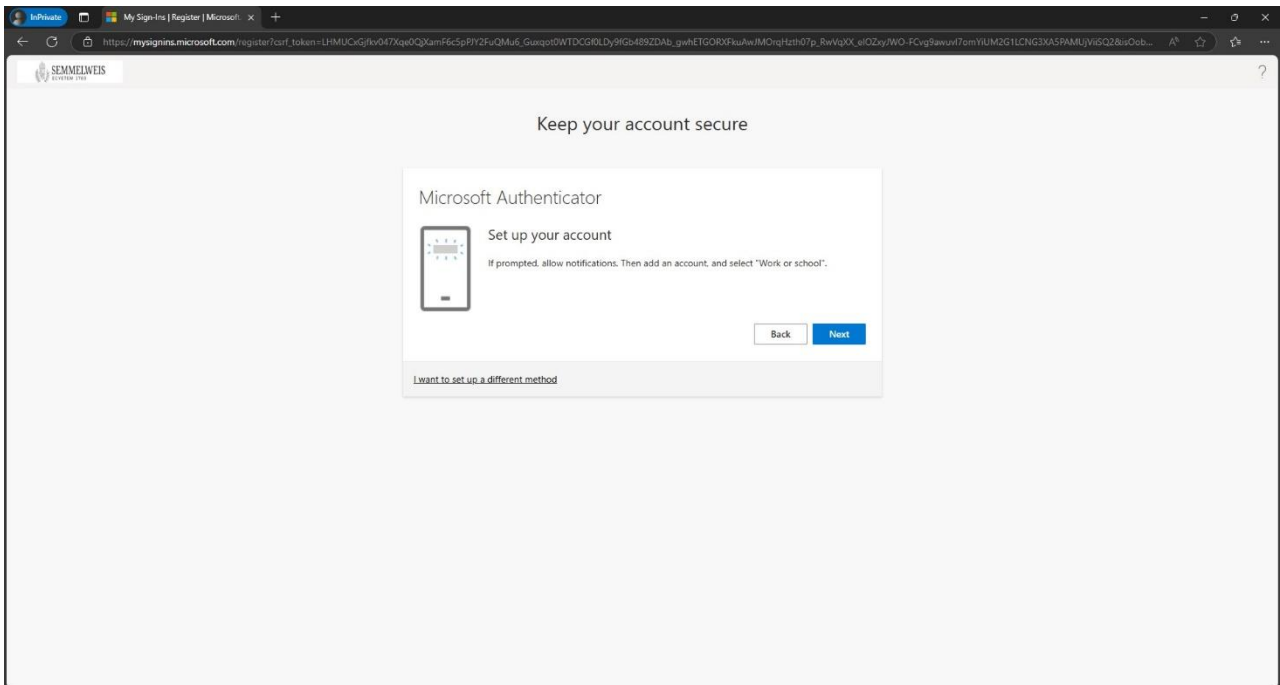 InPrivate
My Sign-Ins | Register | Microsoft
SEMMELWEIS
?
Keep your account secure
Microsoft Authenticator
Set up your account
If prompted, allow notifications. Then add an account, and select "Work or school".
Back
Next
I want to set up a different method